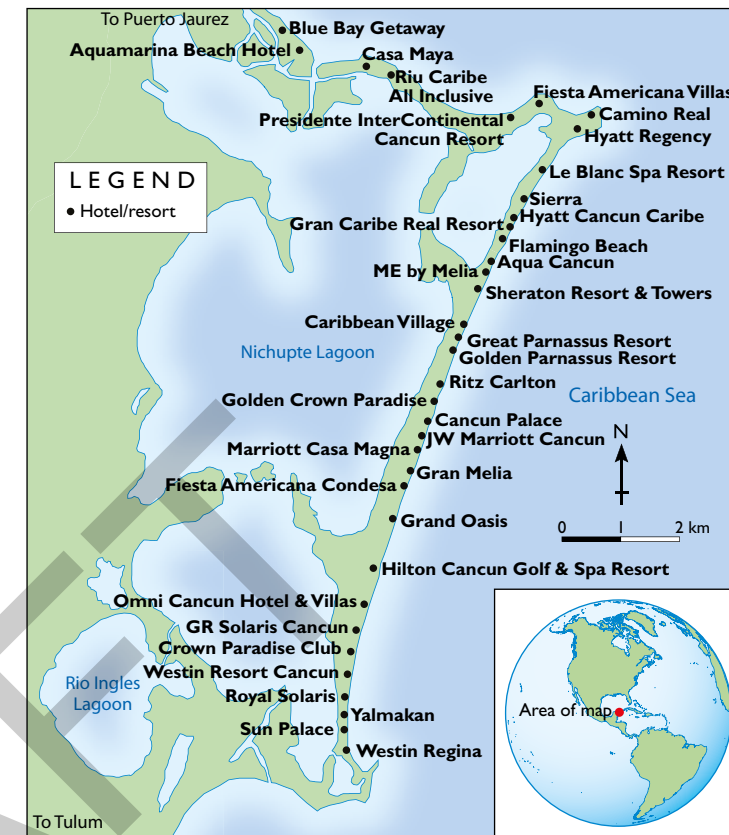 To Puerto Jaurez
Blue Bay Getaway
Aquamarina Beach Hotel
Casa Maya
Riu Caribe
All Inclusive
Fiesta Americana Villas
Presidente InterContinental
Cancun Resort
Camino Real
Hyatt Regency
Le Blanc Spa Resort
LEGEND
Hotel/resort
Sierra
Hyatt Cancun Caribe
Gran Caribe Real Resort
Flamingo Beach
Aqua Cancun
ME by Melia
Sheraton Resort & Towers
Caribbean Village
Great Parnassus Resort
Nichupte Lagoon
Golden Parnassus Resort
Ritz Carlton
Caribbean Sea
Golden Crown Paradise
Cancun Palace
JW Marriott Cancun
N
Marriott Casa Magna
Gran Melia
Fiesta Americana Condesa
Grand Oasis
0 1 2 km
Hilton Cancun Golf & Spa Resort
Omni Cancun Hotel & Villas
GR Solaris Cancun
Crown Paradise Club
Westin Resort Cancun
Rio Ingles
Lagoon
Royal Solaris
Yalmakan
Sun Palace
Westin Regina
Area of map
To Tulum